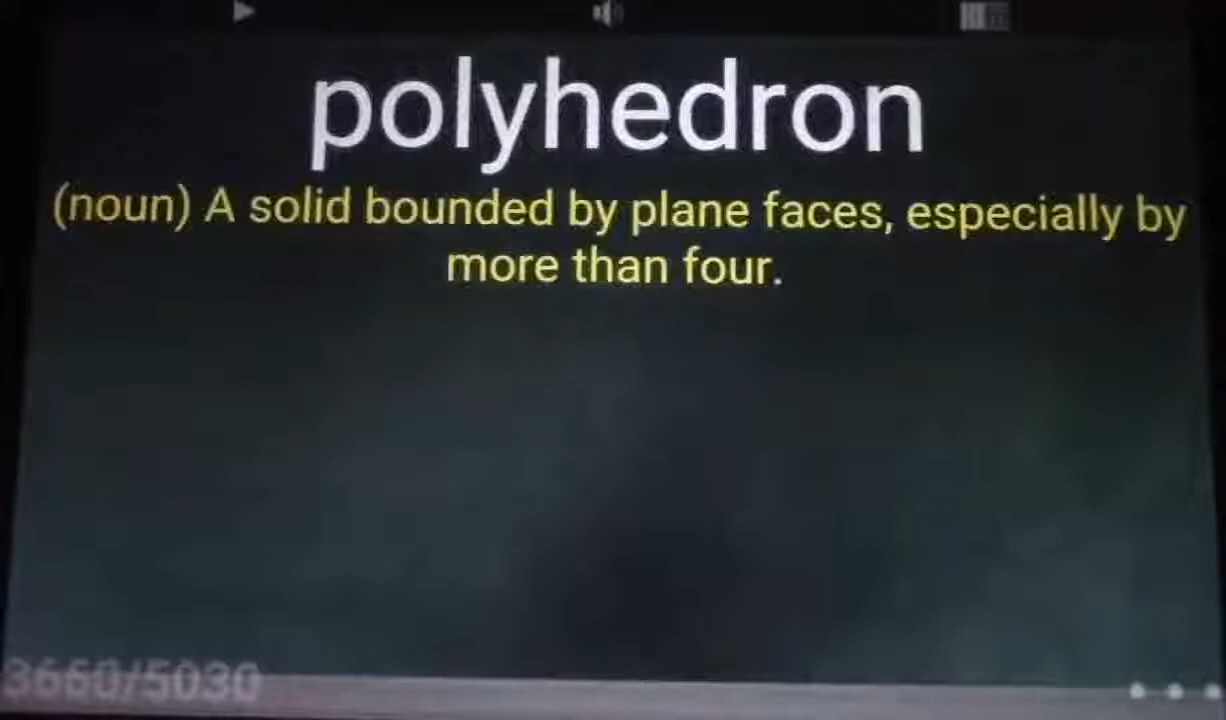 polyhedron
(noun) A solid bounded by plane faces, especially by
more than four.
3660/5030